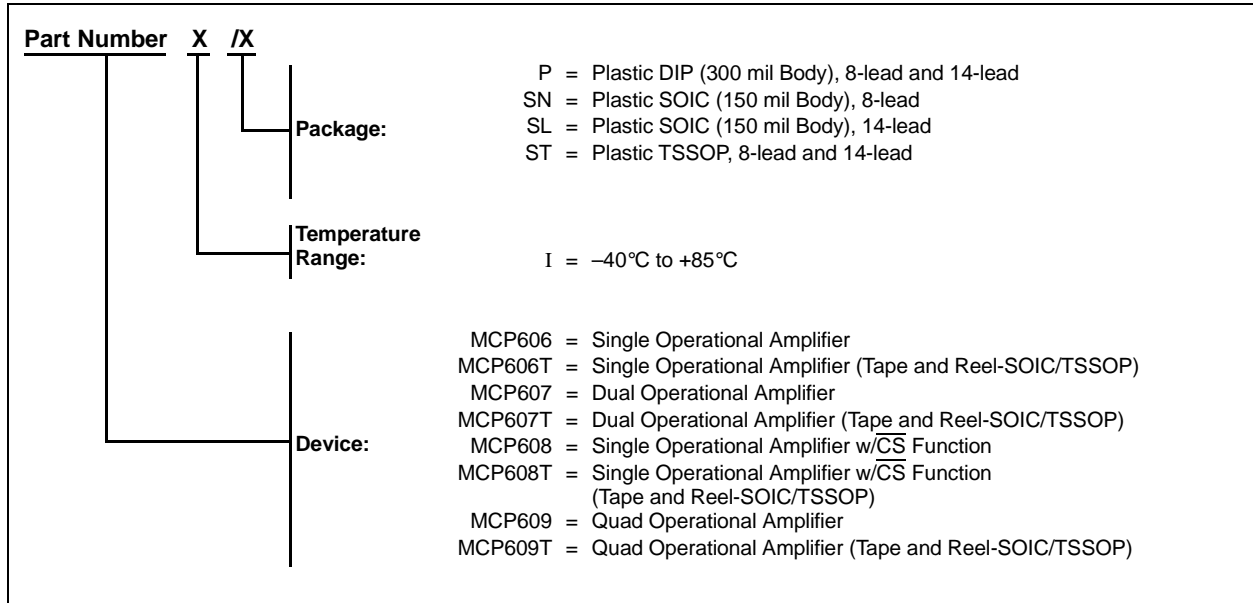 Part Number X /X
Package:
P = Plastic DIP (300 mil Body), 8-lead and 14-lead
SN = Plastic SOIC (150 mil Body), 8-lead
SL = Plastic SOIC (150 mil Body), 14-lead
ST = Plastic TSSOP, 8-lead and 14-lead
Temperature
Range:
I = –40°C to +85°C
Device:
MCP606 = Single Operational Amplifier
MCP606T = Single Operational Amplifier (Tape and Reel-SOIC/TSSOP)
MCP607 = Dual Operational Amplifier
MCP607T = Dual Operational Amplifier (Tape and Reel-SOIC/TSSOP)
MCP608 = Single Operational Amplifier w/C̅S̅ Function
MCP608T = Single Operational Amplifier w/C̅S̅ Function
(Tape and Reel-SOIC/TSSOP)
MCP609 = Quad Operational Amplifier
MCP609T = Quad Operational Amplifier (Tape and Reel-SOIC/TSSOP)